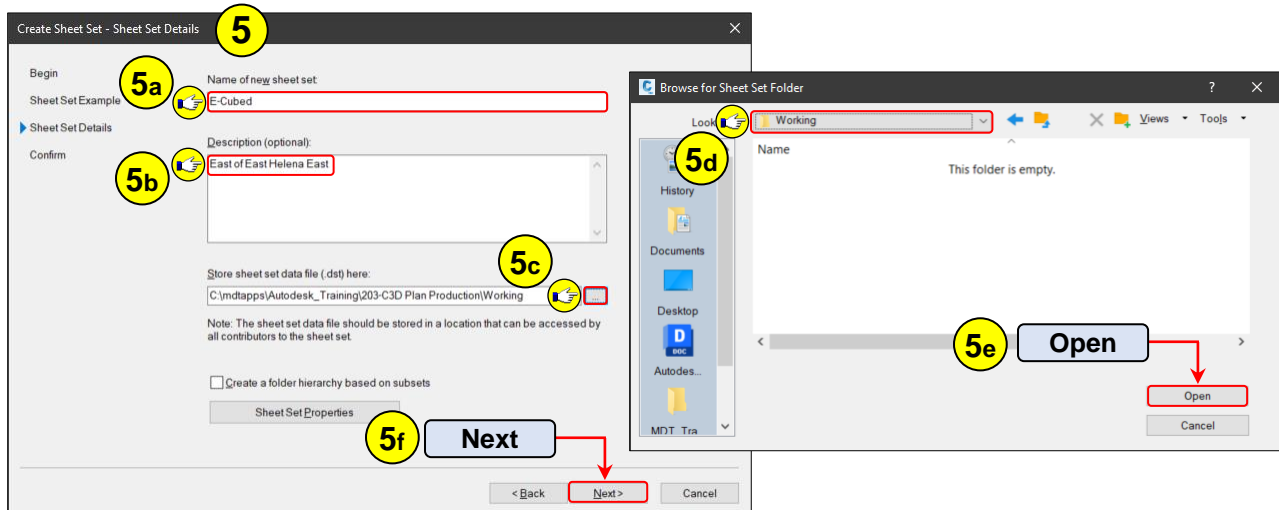 Create Sheet Set - Sheet Set Details
5
Begin
Sheet Set Example
Sheet Set Details
Confirm
5a
Name of new sheet set:
E-Cubed
5b
Description (optional):
East of East Helena East
5c
Store sheet set data file (.dst) here:
C:\mdtapps\Autodesk_Training\203-C3D Plan Production\Working
...
Note: The sheet set data file should be stored in a location that can be accessed by
all contributors to the sheet set.
Create a folder hierarchy based on subsets
Sheet Set Properties
5f
Next
< Back
Next >
Cancel
Browse for Sheet Set Folder
?
Look
Working
Views
Tools
5d
Name
This folder is empty.
History
Documents
Desktop
D
DOC
Autodes...
MDT_Tra
5e
Open
Open
Cancel